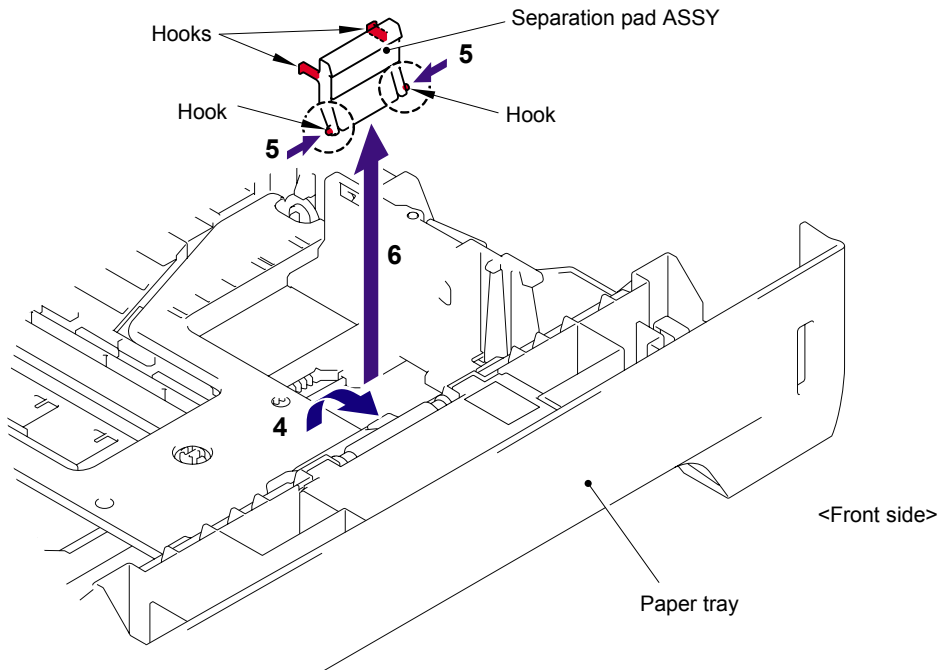 Separation pad ASSY
Hooks
5
Hook
Hook
5
6
4
<Front side>
Paper tray